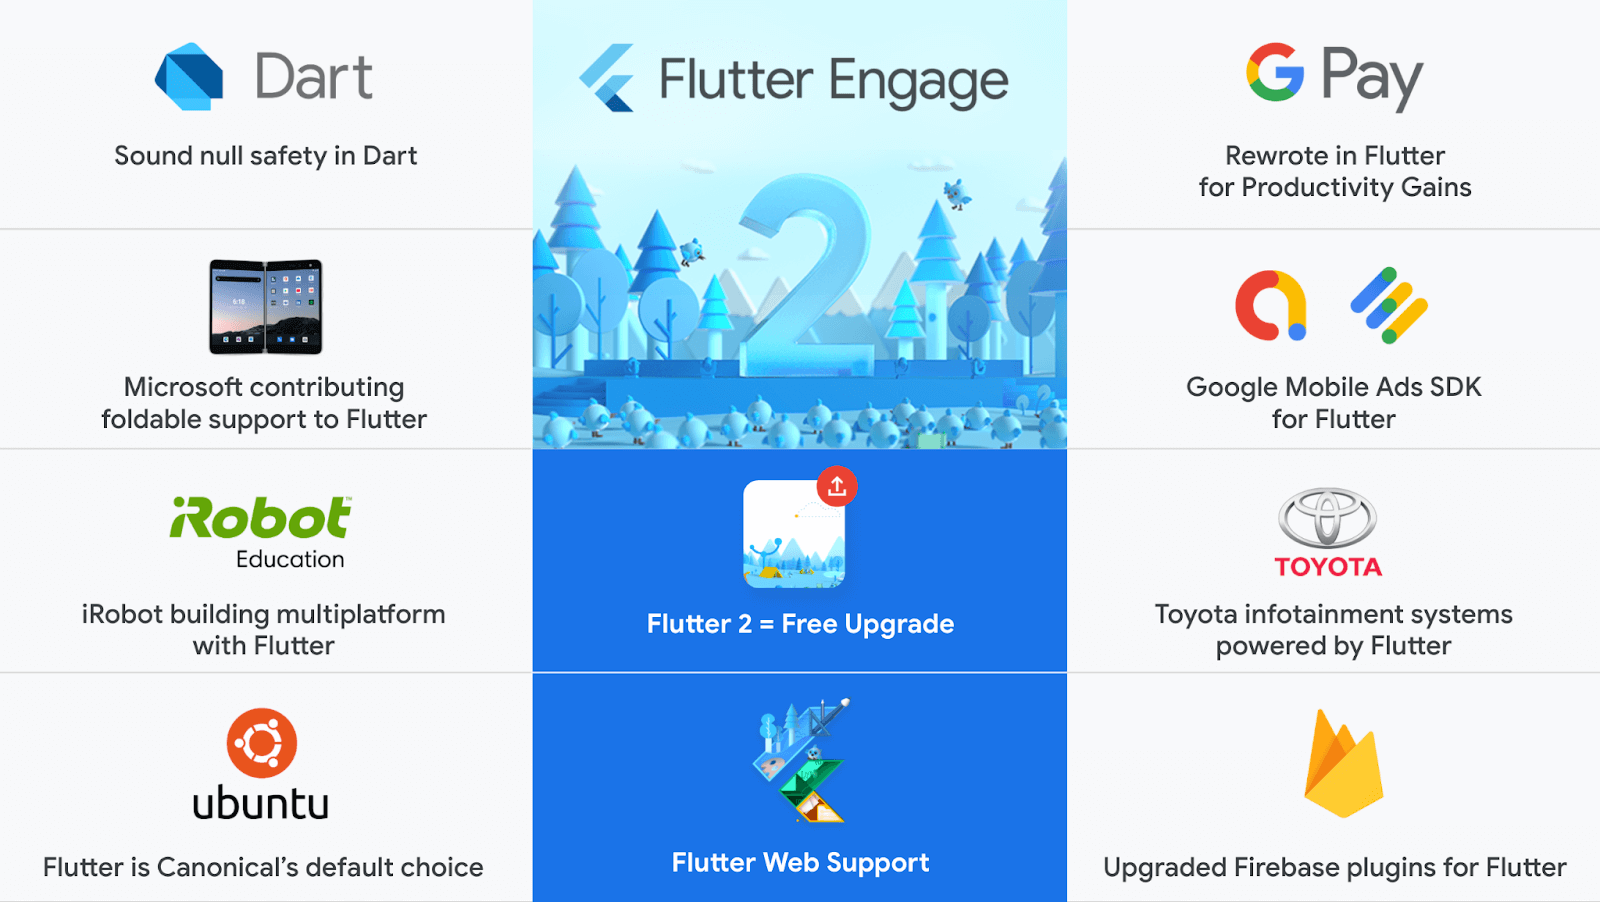 Dart
Sound null safety in Dart
Flutter Engage
2
G Pay
Rewrote in Flutter
for Productivity Gains
6:18
Microsoft contributing
foldable support to Flutter
Google Mobile Ads SDK
for Flutter
iRobot™
Education
iRobot building multiplatform
with Flutter
Flutter 2 = Free Upgrade
TOYOTA
Toyota infotainment systems
powered by Flutter
ubuntu
Flutter is Canonical’s default choice
Flutter Web Support
Upgraded Firebase plugins for Flutter